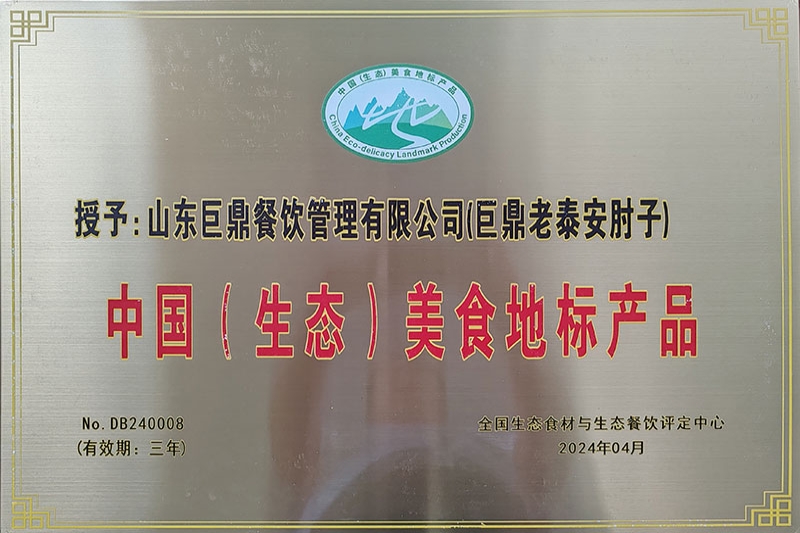 中国(生态)美食地标产品
China Eco-delicacy Landmark Production
授予:山东巨鼎餐饮管理有限公司(巨鼎老泰安肘子)
中国(生态)美食地标产品
No.DB240008
(有效期:三年)
全国生态食材与生态餐饮评定中心
2024年04月